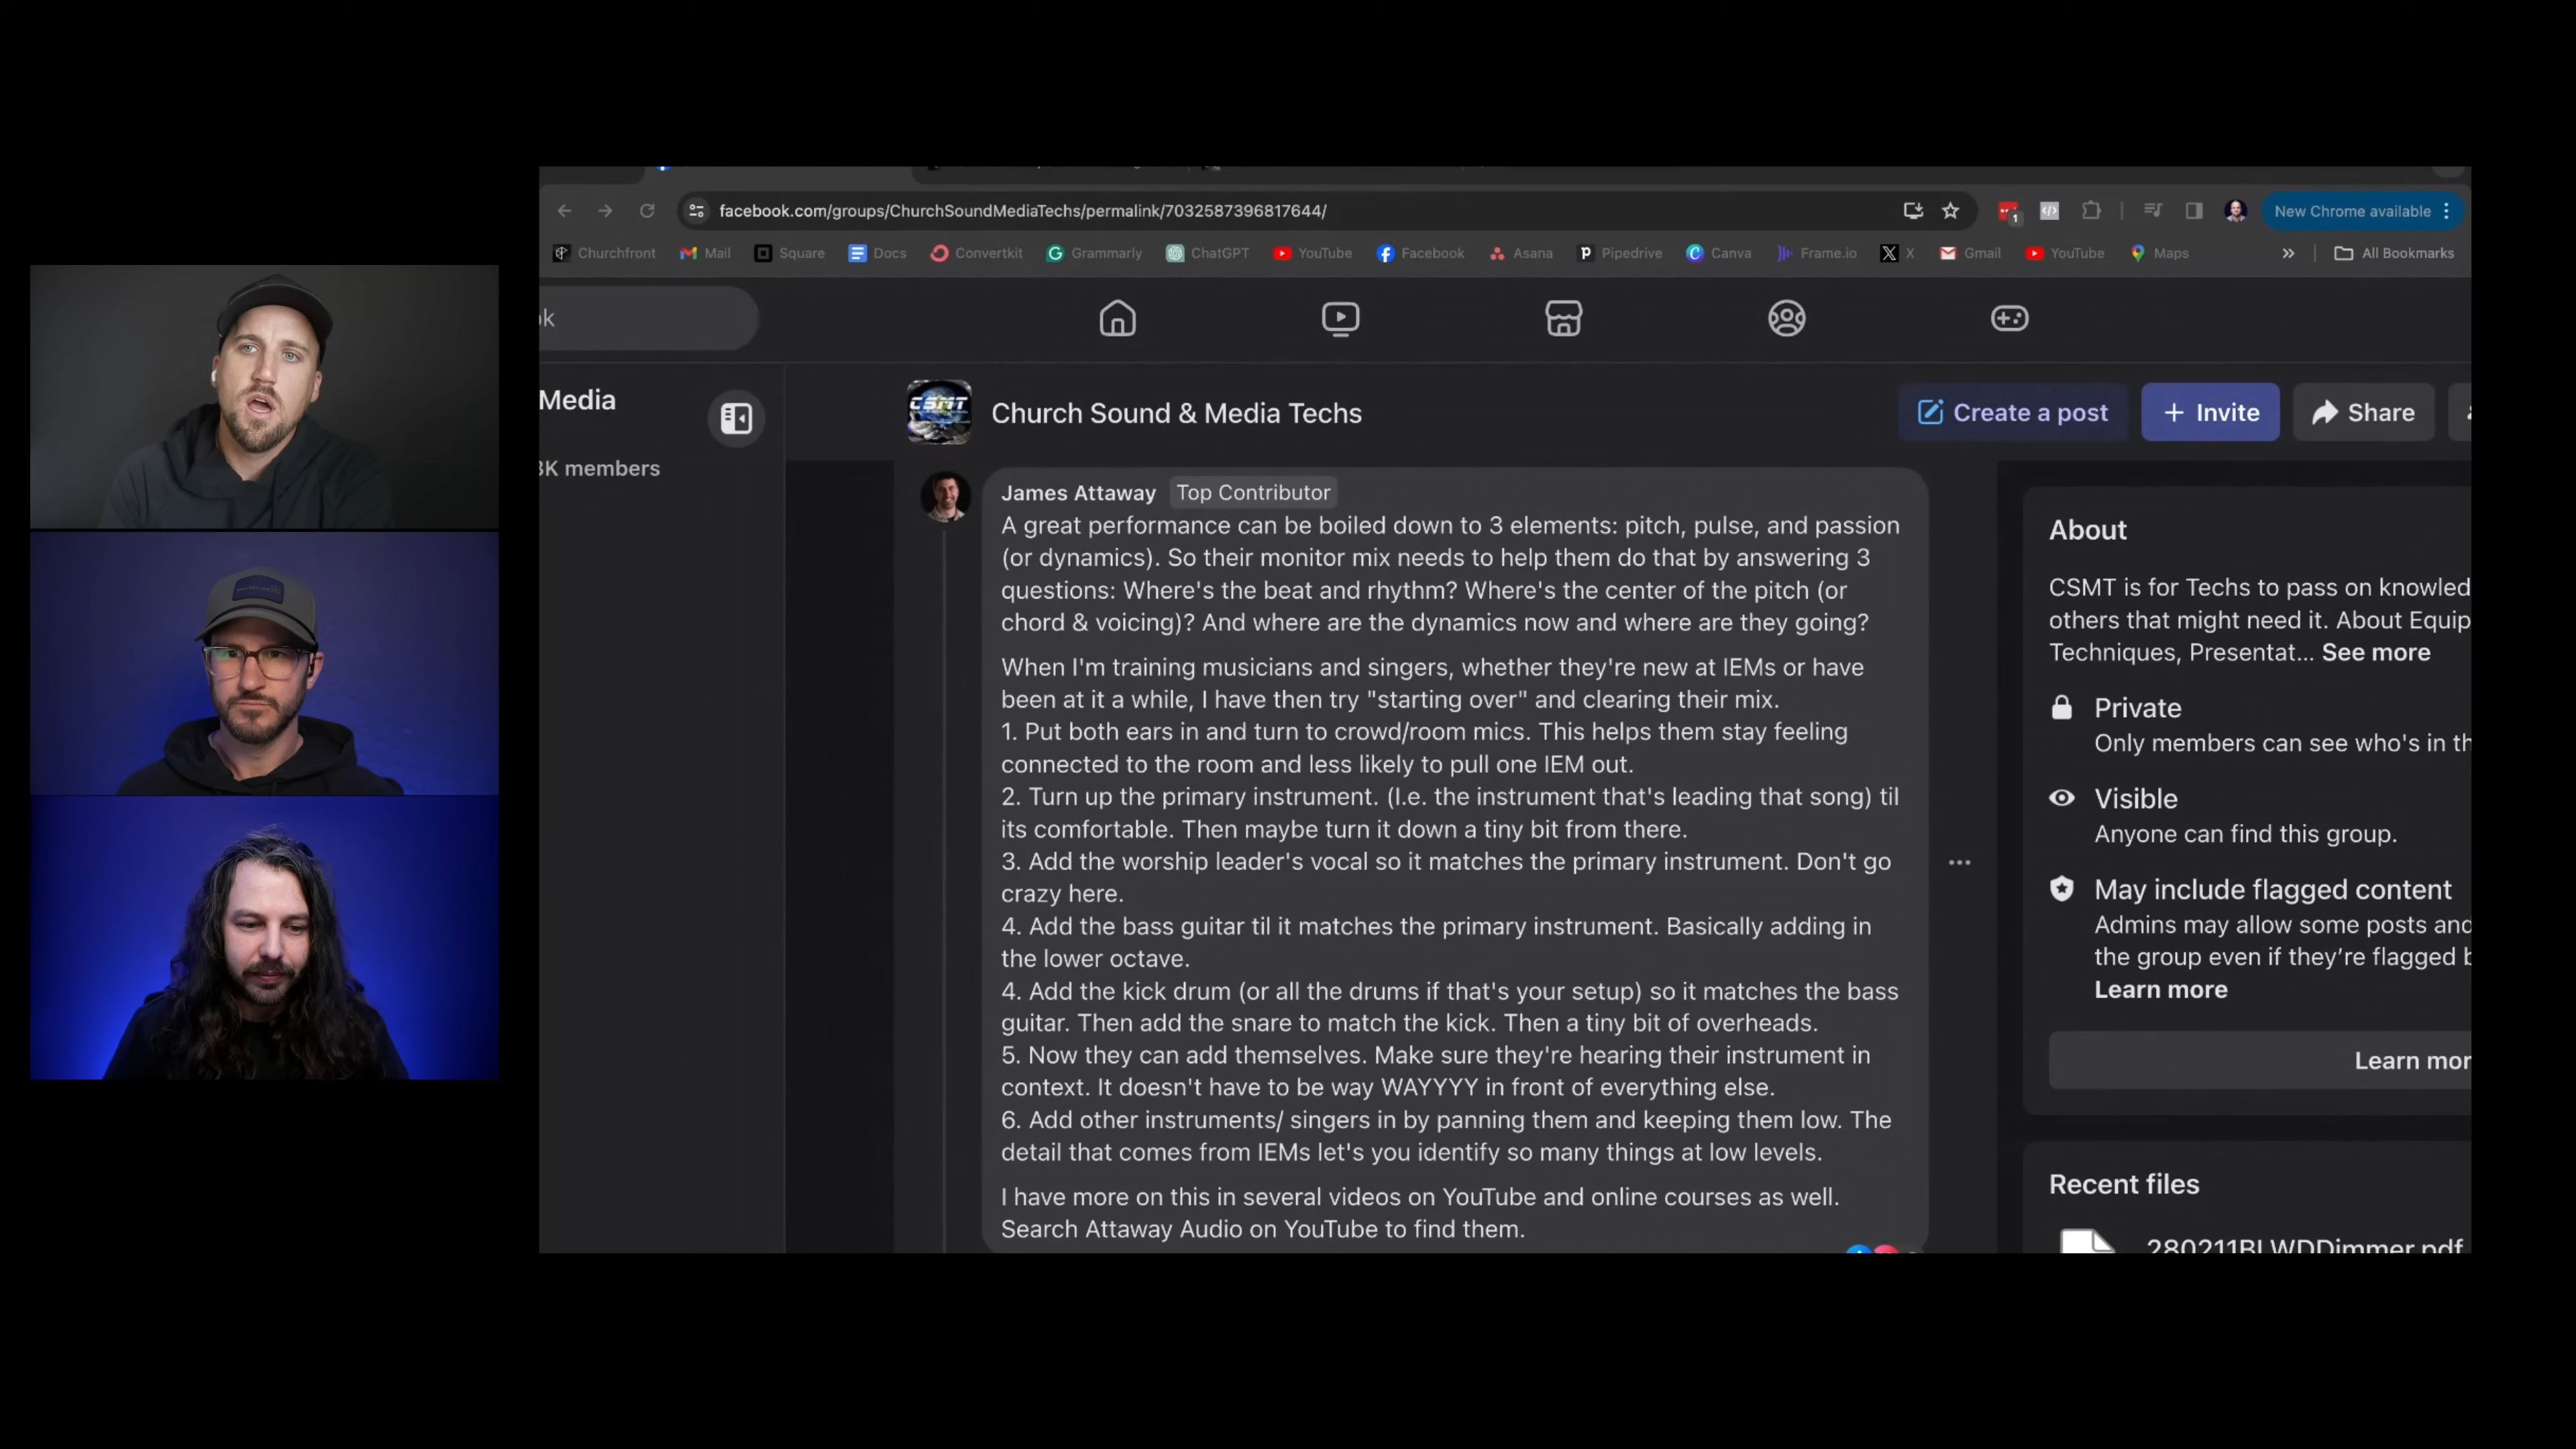 facebook.com/groups/ChurchSoundMediaTechs/permalink/7032587396817644/
1
New Chrome available
Churchfront
Mail
Square
Docs
Convertkit
Grammarly
ChatGPT
YouTube
Facebook
Asana
Pipedrive
Canva
Frame.io
X
Gmail
YouTube
Maps
All Bookmarks
ok
Media
3K members
CSMT
Church Sound & Media Techs
Create a post
+ Invite
Share
James Attaway Top Contributor
A great performance can be boiled down to 3 elements: pitch, pulse, and passion
(or dynamics). So their monitor mix needs to help them do that by answering 3
questions: Where's the beat and rhythm? Where's the center of the pitch (or
chord & voicing)? And where are the dynamics now and where are they going?
When I'm training musicians and singers, whether they're new at IEMs or have
been at it a while, I have then try "starting over" and clearing their mix.
1. Put both ears in and turn to crowd/room mics. This helps them stay feeling
connected to the room and less likely to pull one IEM out.
2. Turn up the primary instrument. (I.e. the instrument that's leading that song) til
its comfortable. Then maybe turn it down a tiny bit from there.
3. Add the worship leader's vocal so it matches the primary instrument. Don't go
crazy here.
4. Add the bass guitar til it matches the primary instrument. Basically adding in
the lower octave.
4. Add the kick drum (or all the drums if that's your setup) so it matches the bass
guitar. Then add the snare to match the kick. Then a tiny bit of overheads.
5. Now they can add themselves. Make sure they're hearing their instrument in
context. It doesn't have to be way WAYYYY in front of everything else.
6. Add other instruments/ singers in by panning them and keeping them low. The
detail that comes from IEMs let's you identify so many things at low levels.
I have more on this in several videos on YouTube and online courses as well.
Search Attaway Audio on YouTube to find them.
About
CSMT is for Techs to pass on knowled
others that might need it. About Equip
Techniques, Presentat... See more
Private
Only members can see who's in th
Visible
Anyone can find this group.
May include flagged content
Admins may allow some posts and
the group even if they're flagged b
Learn more
Learn mor
Recent files
280211BLWDDimmer.pdf